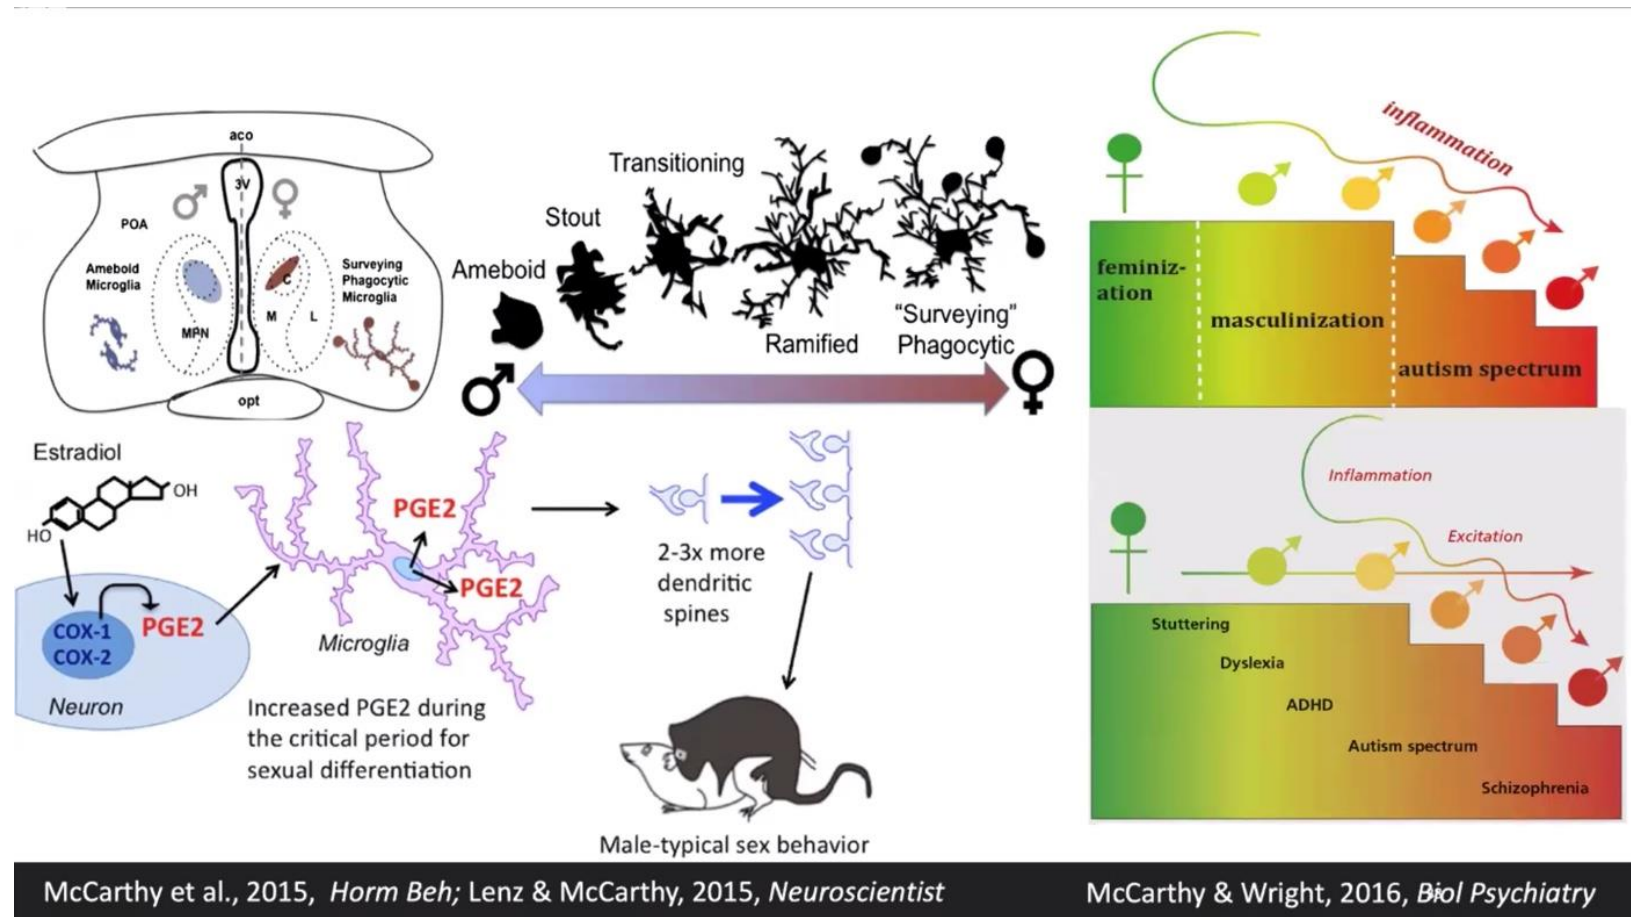 aco
3V
POA
Ameboid
Microglia
MPN
C
M
L
Surveying
Phagocytic
Microglia
opt
Ameboid
Stout
Transitioning
Ramified
“Surveying”
Phagocytic
Estradiol
OH
HO
COX-1
COX-2
PGE2
Neuron
PGE2
PGE2
Microglia
Increased PGE2 during
the critical period for
sexual differentiation
2-3x more
dendritic
spines
Male-typical sex behavior
inflammation
feminiz-
ation
masculinization
autism spectrum
Inflammation
Excitation
Stuttering
Dyslexia
ADHD
Autism spectrum
Schizophrenia
McCarthy et al., 2015, Horm Beh; Lenz & McCarthy, 2015, Neuroscientist
McCarthy & Wright, 2016, Biol Psychiatry